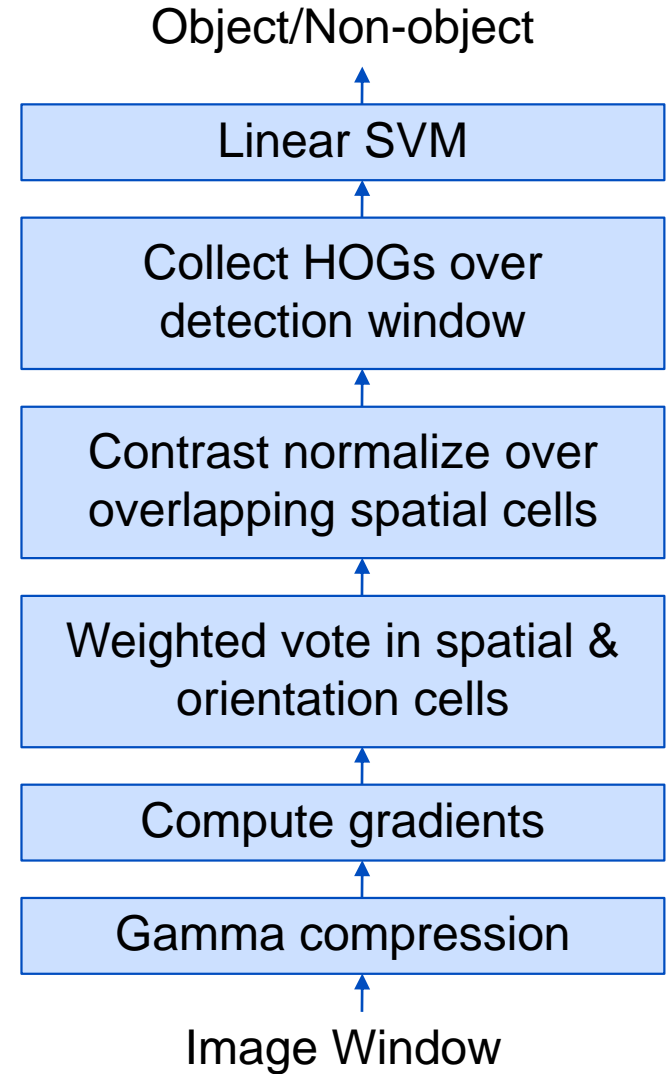 Object/Non-object
Linear SVM
Collect HOGs over
detection window
Contrast normalize over
overlapping spatial cells
Weighted vote in spatial &
orientation cells
Compute gradients
Gamma compression
Image Window